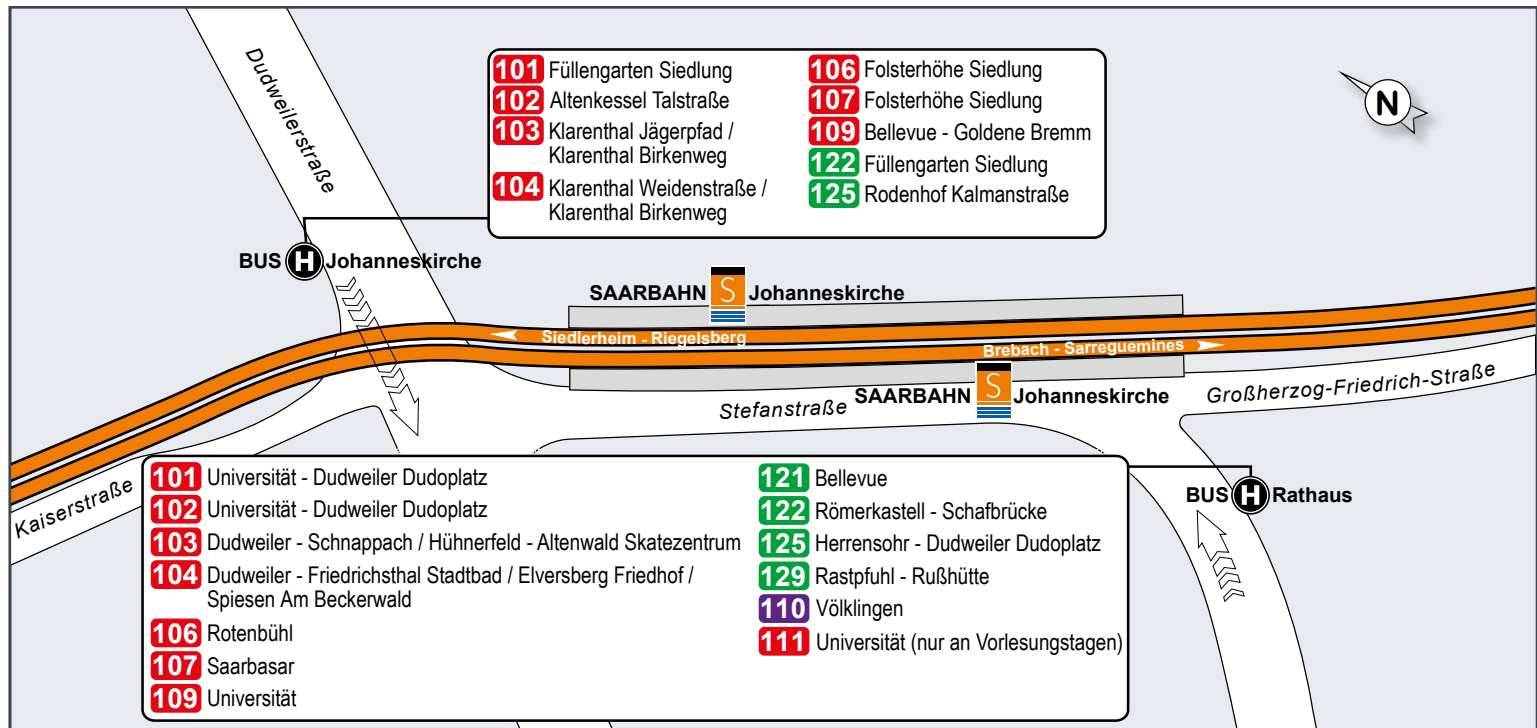 Dudweilerstraße
101 Füllengarten Siedlung
102 Altenkessel Talstraße
103 Klarenthal Jägerpfad /
Klarenthal Birkenweg
104 Klarenthal Weidenstraße /
Klarenthal Birkenweg
106 Folsterhöhe Siedlung
107 Folsterhöhe Siedlung
109 Bellevue - Goldene Bremm
122 Füllengarten Siedlung
125 Rodenhof Kalmanstraße
N
BUS H Johanneskirche
SAARBAHN S Johanneskirche
Siedlerheim - Riegelsberg
Brebach - Sarreguemines
SAARBAHN S Johanneskirche
Stefanstraße
Großherzog-Friedrich-Straße
Kaiserstraße
101 Universität - Dudweiler Dudoplatz
102 Universität - Dudweiler Dudoplatz
103 Dudweiler - Schnappach / Hühnerfeld - Altenwald Skatezentrum
104 Dudweiler - Friedrichsthal Stadtbad / Elversberg Friedhof /
Spiesen Am Beckerwald
106 Rotenbühl
107 Saarbasar
109 Universität
121 Bellevue
122 Römerkastell - Schafbrücke
125 Herrensohr - Dudweiler Dudoplatz
129 Rastpfuhl - Rußhütte
110 Völklingen
111 Universität (nur an Vorlesungstagen)
BUS H Rathaus